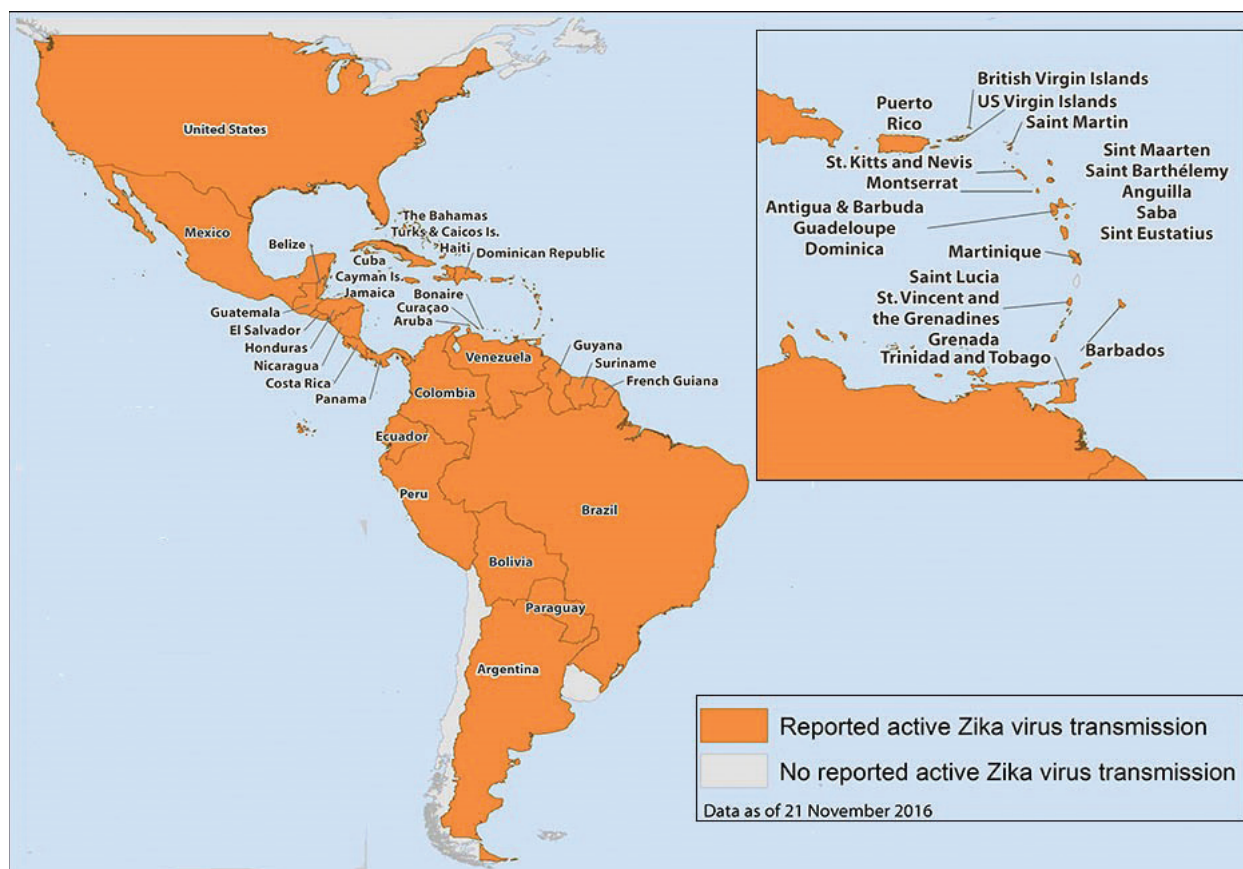 United States
Mexico
Belize
The Bahamas
Turks & Caicos Is.
Haiti
Dominican Republic
Cuba
Cayman Is.
Jamaica
Guatemala
El Salvador
Honduras
Nicaragua
Costa Rica
Panama
Bonaire
Curaçao
Aruba
Venezuela
Colombia
Guyana
Suriname
French Guiana
Ecuador
Peru
Brazil
Bolivia
Paraguay
Argentina
British Virgin Islands
US Virgin Islands
Saint Martin
Puerto
Rico
St. Kitts and Nevis
Montserrat
Sint Maarten
Saint Barthélemy
Anguilla
Saba
Sint Eustatius
Antigua & Barbuda
Guadeloupe
Dominica
Martinique
Saint Lucia
St. Vincent and
the Grenadines
Grenada
Trinidad and Tobago
Barbados
Reported active Zika virus transmission
No reported active Zika virus transmission
Data as of 21 November 2016